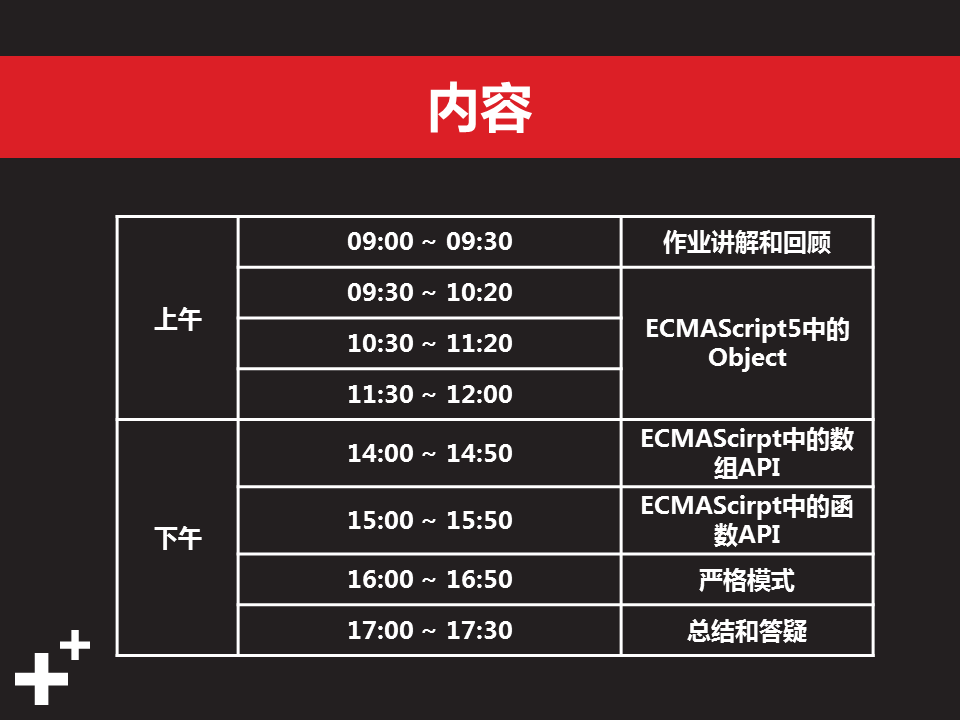 内容
上午
09:00 ~ 09:30
作业讲解和回顾
09:30 ~ 10:20
ECMAScript5中的
Object
10:30 ~ 11:20
11:30 ~ 12:00
下午
14:00 ~ 14:50
ECMAScirpt中的数
组API
15:00 ~ 15:50
ECMAScirpt中的函
数API
16:00 ~ 16:50
严格模式
17:00 ~ 17:30
总结和答疑